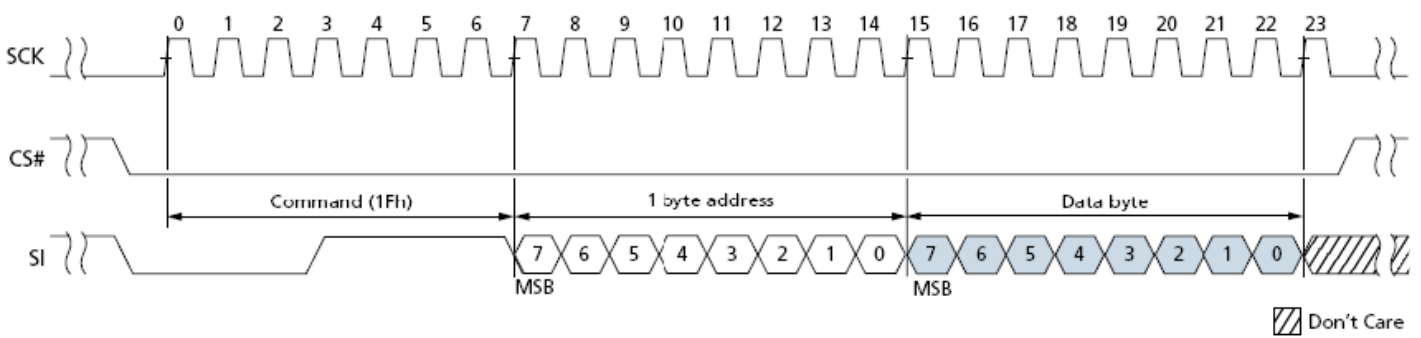 0 1 2 3 4 5 6 7 8 9 10 11 12 13 14 15 16 17 18 19 20 21 22 23
SCK
CS#
Command (1Fh) 1 byte address Data byte
SI 7 6 5 4 3 2 1 0 7 6 5 4 3 2 1 0
MSB MSB
Don't Care